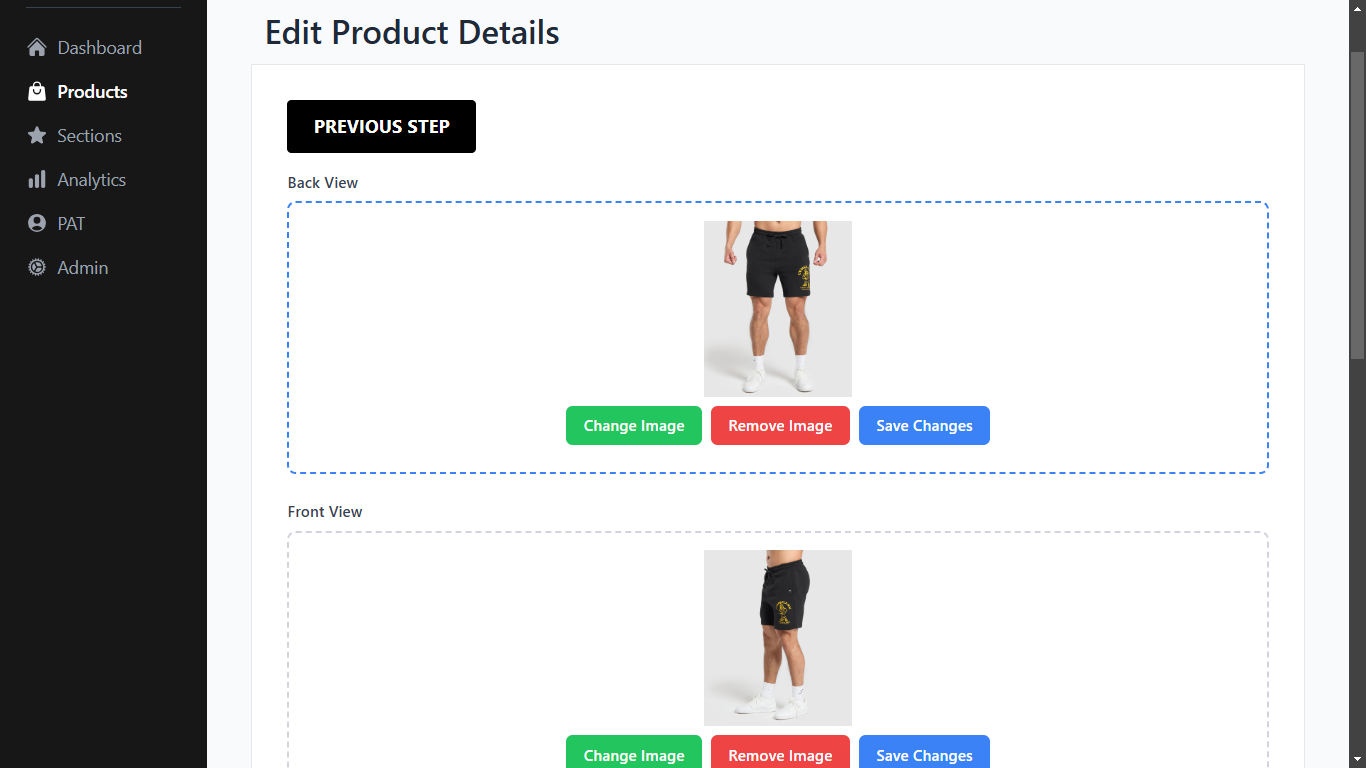 Edit Product Details
Dashboard
Products
Sections
Analytics
PAT
Admin
PREVIOUS STEP
Back View
Change Image
Remove Image
Save Changes
Front View
Change Image
Remove Image
Save Changes